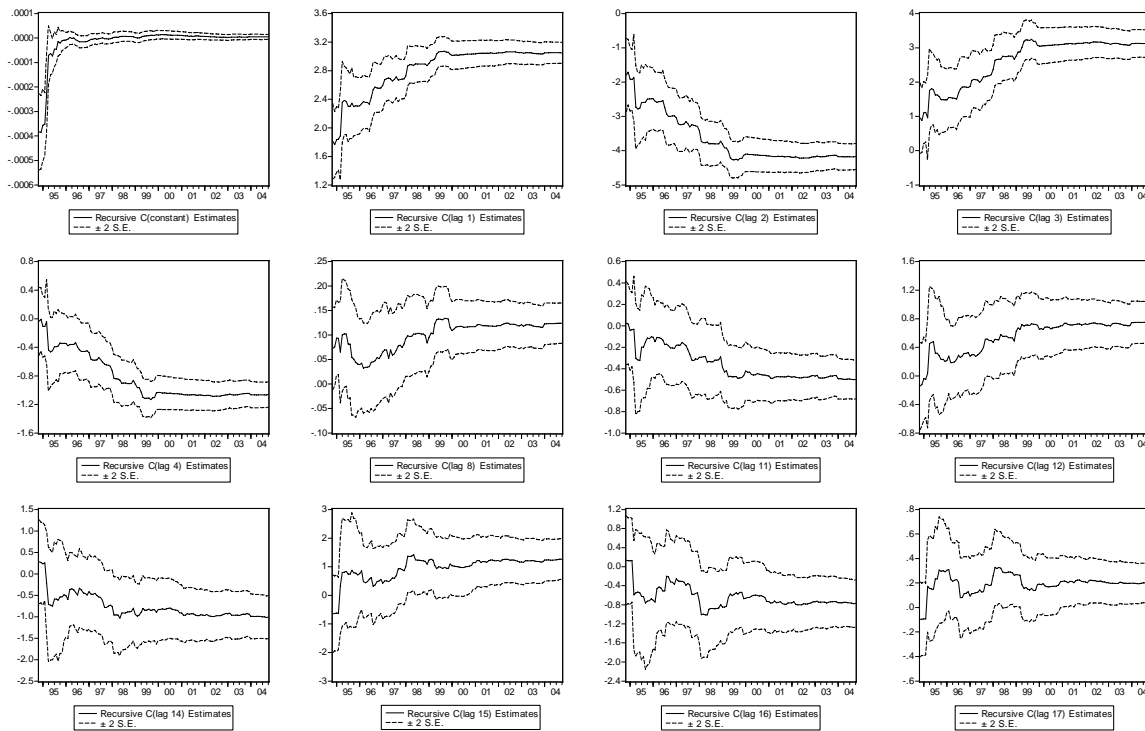 .0001
.0000
-.0001
-.0002
-.0003
-.0004
-.0005
-.0006
95 96 97 98 99 00 01 02 03 04
Recursive C(constant) Estimates
± 2 S.E.
3.6
3.2
2.8
2.4
2.0
1.6
1.2
95 96 97 98 99 00 01 02 03 04
Recursive C(lag 1) Estimates
± 2 S.E.
0
-1
-2
-3
-4
-5
95 96 97 98 99 00 01 02 03 04
Recursive C(lag 2) Estimates
± 2 S.E.
4
3
2
1
0
-1
95 96 97 98 99 00 01 02 03 04
Recursive C(lag 3) Estimates
± 2 S.E.
0.8
0.4
0.0
-0.4
-0.8
-1.2
-1.6
95 96 97 98 99 00 01 02 03 04
Recursive C(lag 4) Estimates
± 2 S.E.
.25
.20
.15
.10
.05
.00
-.05
-.10
95 96 97 98 99 00 01 02 03 04
Recursive C(lag 8) Estimates
± 2 S.E.
0.6
0.4
0.2
0.0
-0.2
-0.4
-0.6
-0.8
-1.0
95 96 97 98 99 00 01 02 03 04
Recursive C(lag 11) Estimates
± 2 S.E.
1.6
1.2
0.8
0.4
0.0
-0.4
-0.8
95 96 97 98 99 00 01 02 03 04
Recursive C(lag 12) Estimates
± 2 S.E.
1.5
1.0
0.5
0.0
-0.5
-1.0
-1.5
-2.0
-2.5
95 96 97 98 99 00 01 02 03 04
Recursive C(lag 14) Estimates
± 2 S.E.
3
2
1
0
-1
-2
-3
95 96 97 98 99 00 01 02 03 04
Recursive C(lag 15) Estimates
± 2 S.E.
1.2
0.8
0.4
0.0
-0.4
-0.8
-1.2
-1.6
-2.0
-2.4
95 96 97 98 99 00 01 02 03 04
Recursive C(lag 16) Estimates
± 2 S.E.
.8
.6
.4
.2
.0
-.2
-.4
-.6
95 96 97 98 99 00 01 02 03 04
Recursive C(lag 17) Estimates
± 2 S.E.